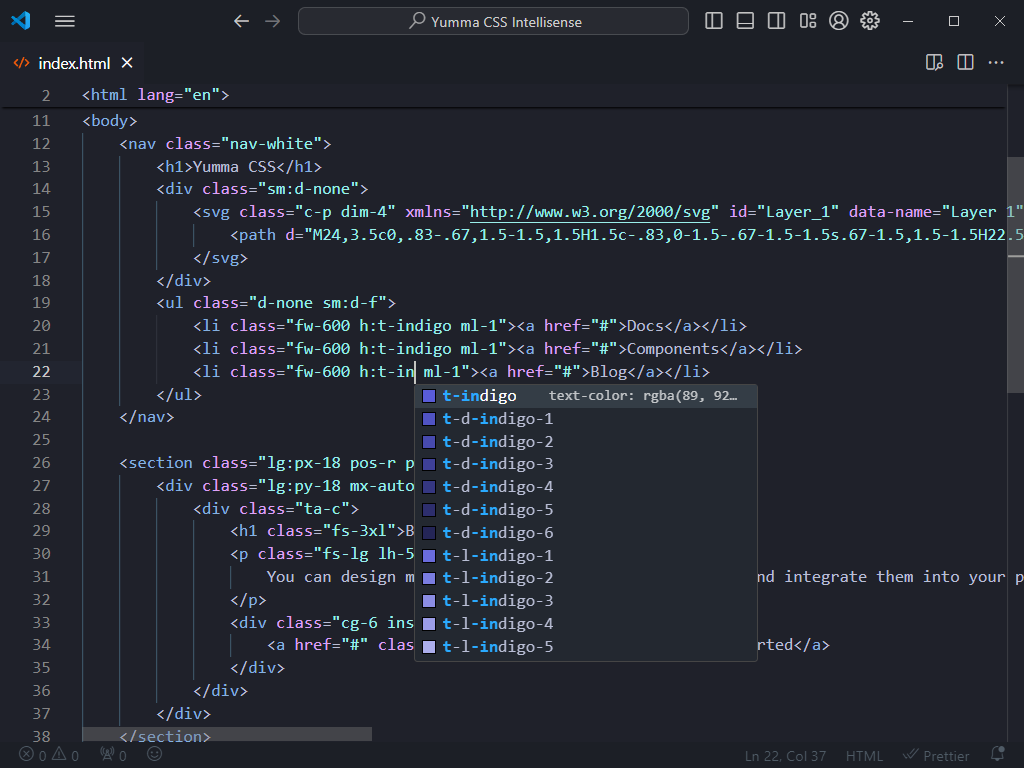 Yumma CSS Intellisense
index.html
2 <html lang="en">
11 <body>
12 <nav class="nav-white">
13 <h1>Yumma CSS</h1>
14 <div class="sm:d-none">
15 <svg class="c-p dim-4" xmlns="http://www.w3.org/2000/svg" id="Layer_1" data-name="Layer 1"
16 <path d="M24,3.5c0,.83-.67,1.5-1.5,1.5H1.5c-.83,0-1.5-.67-1.5-1.5s.67-1.5,1.5-1.5H22.5
17 </svg>
18 </div>
19 <ul class="d-none sm:d-f">
20 <li class="fw-600 h:t-indigo ml-1"><a href="#">Docs</a></li>
21 <li class="fw-600 h:t-indigo ml-1"><a href="#">Components</a></li>
22 <li class="fw-600 h:t-in ml-1"><a href="#">Blog</a></li>
23 </ul>
t-indigo text-color: rgba(89, 92…
24 </nav>
t-d-indigo-1
25
t-d-indigo-2
26 <section class="lg:px-18 pos-r p
t-d-indigo-3
27 <div class="lg:py-18 mx-auto
t-d-indigo-4
28 <div class="ta-c">
t-d-indigo-5
29 <h1 class="fs-3xl">B
t-d-indigo-6
30 <p class="fs-lg lh-5
t-l-indigo-1
31 You can design m
t-l-indigo-2
nd integrate them into your p
32 </p>
t-l-indigo-3
33 <div class="cg-6 ins
t-l-indigo-4
34 <a href="#" clas
t-l-indigo-5
rted</a>
35 </div>
36 </div>
37 </div>
38 </section>
0 0 0 Ln 22, Col 37 HTML Prettier